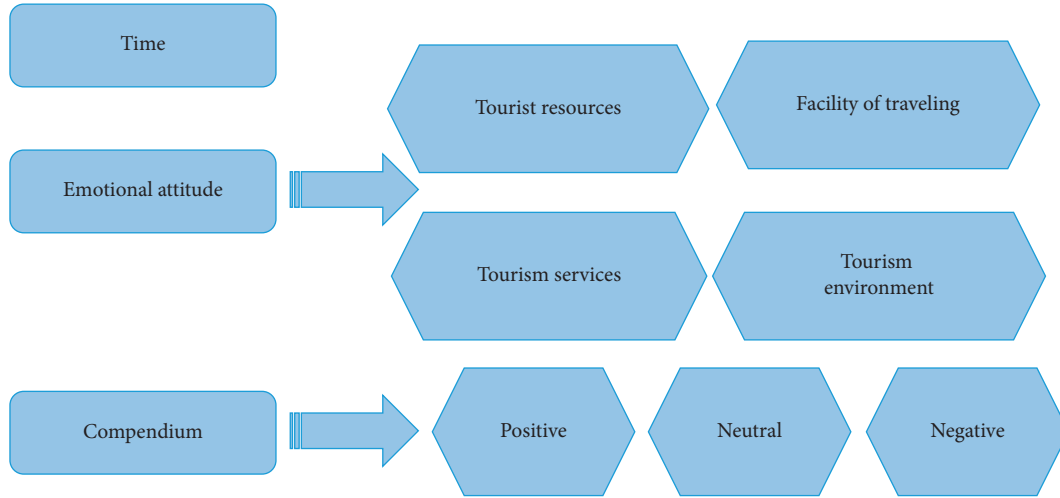 Time
Tourist resources
Facility of traveling
Emotional attitude
Tourism services
Tourism
environment
Compendium
Positive
Neutral
Negative